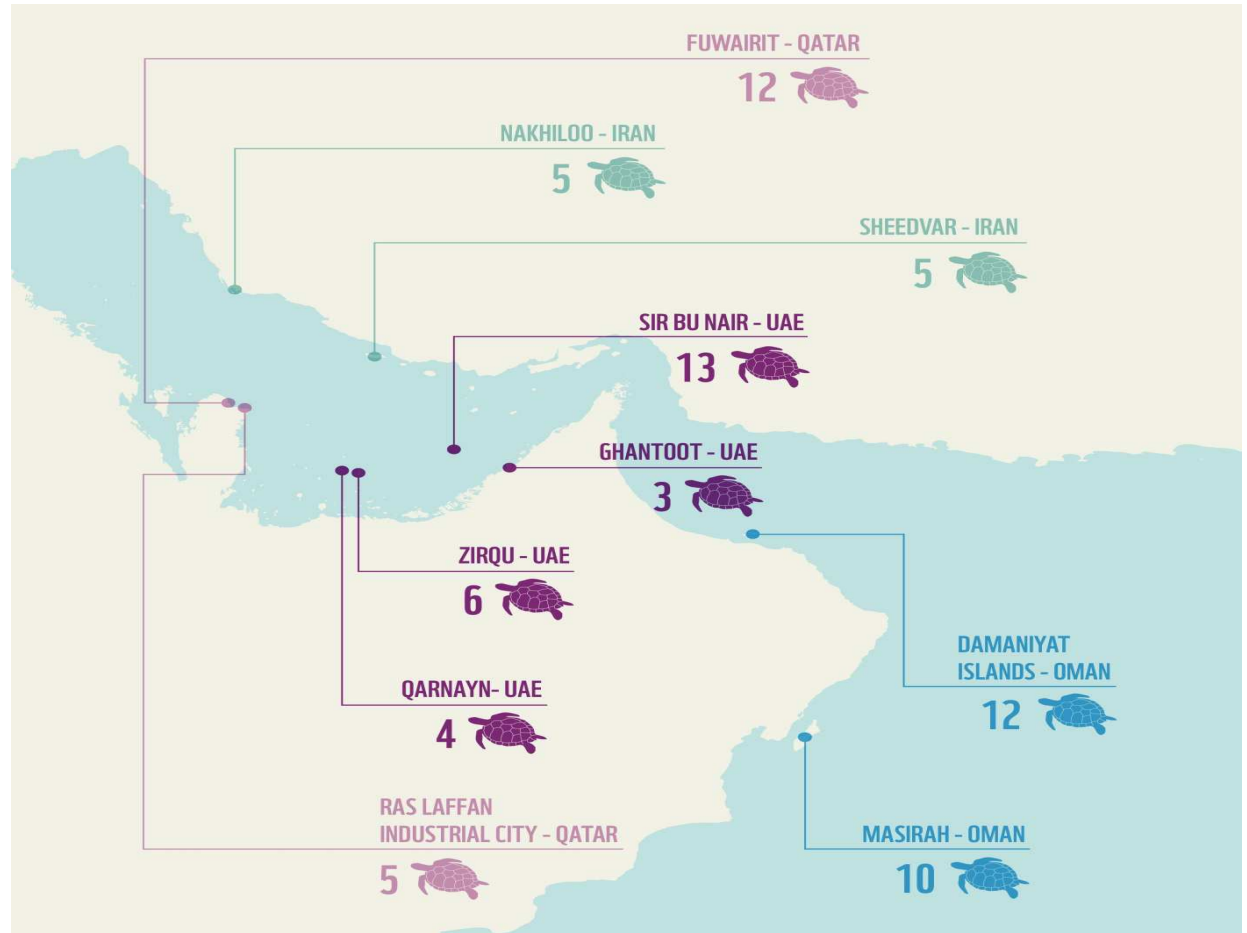 FUWAIRIT - QATAR
12
NAKHILOO - IRAN
5
SHEEDVAR - IRAN
5
SIR BU NAIR - UAE
13
GHANTOOT - UAE
3
ZIRQU - UAE
6
DAMANIYAT
ISLANDS - OMAN
12
QARNAYN- UAE
4
RAS LAFFAN
INDUSTRIAL CITY - QATAR
5
MASIRAH - OMAN
10